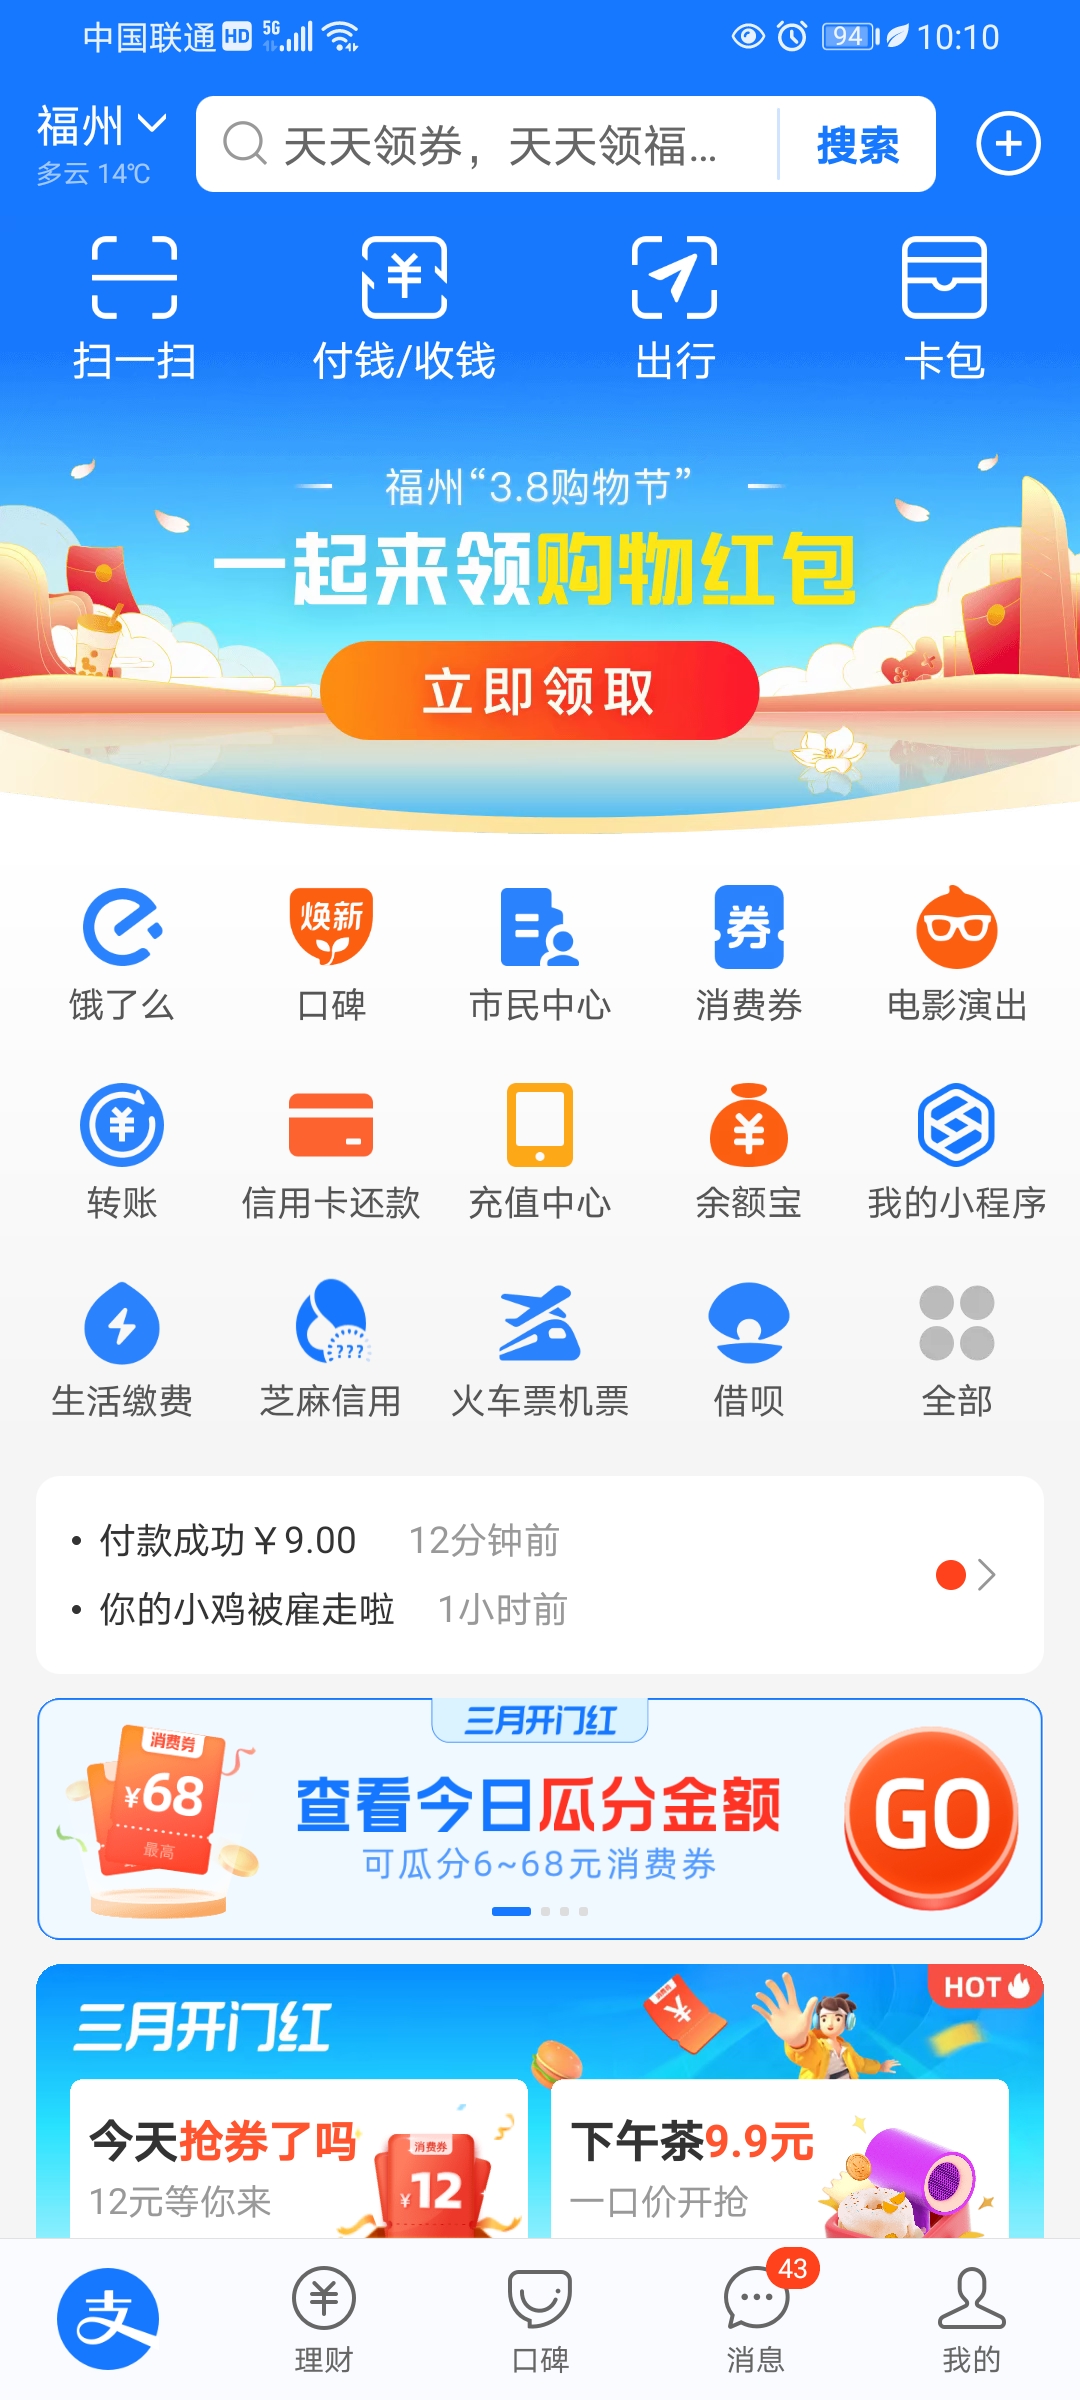 中国联通 HD 5G 94 10:10
福州
多云 14℃
天天领券，天天领福... 搜索
扫一扫 付钱/收钱 出行 卡包
福州“3.8购物节”
一起来领购物红包
立即领取
焕新 券
饿了么 口碑 市民中心 消费券 电影演出
转账 信用卡还款 充值中心 余额宝 我的小程序
???
生活缴费 芝麻信用 火车票机票 借呗 全部
• 付款成功￥9.00 12分钟前
• 你的小鸡被雇走啦 1小时前
三月开门红
消费券
¥68
最高
查看今日瓜分金额
可瓜分6~68元消费券
GO
HOT
三月开门红
今天抢券了吗
12元等你来
消费券
¥12
下午茶9.9元
一口价开抢
43
支
理财 口碑 消息 我的